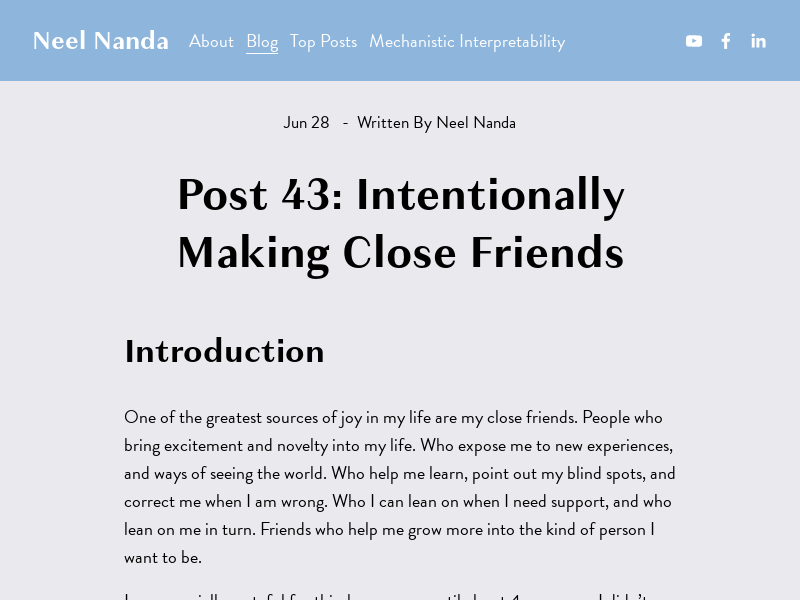 Neel Nanda About Blog Top Posts Mechanistic Interpretability
Jun 28 - Written By Neel Nanda
Post 43: Intentionally
Making Close Friends
Introduction
One of the greatest sources of joy in my life are my close friends. People who
bring excitement and novelty into my life. Who expose me to new experiences,
and ways of seeing the world. Who help me learn, point out my blind spots, and
correct me when I am wrong. Who I can lean on when I need support, and who
lean on me in turn. Friends who help me grow more into the kind of person I
want to be.